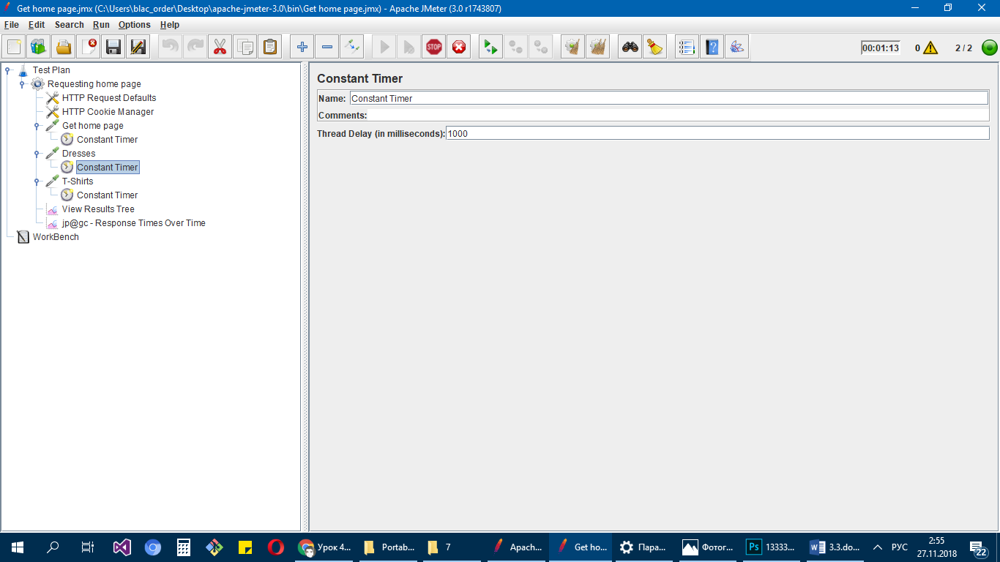 Get home page.jmx (C:\Users\blac_order\Desktop\apache-jmeter-3.0\bin\Get home page.jmx) - Apache JMeter (3.0 r1743807)
File Edit Search Run Options Help
STOP
00:01:13 0 2 / 2
Test Plan
Requesting home page
HTTP Request Defaults
HTTP Cookie Manager
Get home page
Constant Timer
Dresses
Constant Timer
T-Shirts
Constant Timer
View Results Tree
jp@gc - Response Times Over Time
WorkBench
Constant Timer
Name: Constant Timer
Comments:
Thread Delay (in milliseconds): 1000
Урок 4... Portab... 7 Apach... Get ho... Пара... Фотог... Ps 13333... 3.3.do... РУС 2:55
27.11.2018 22